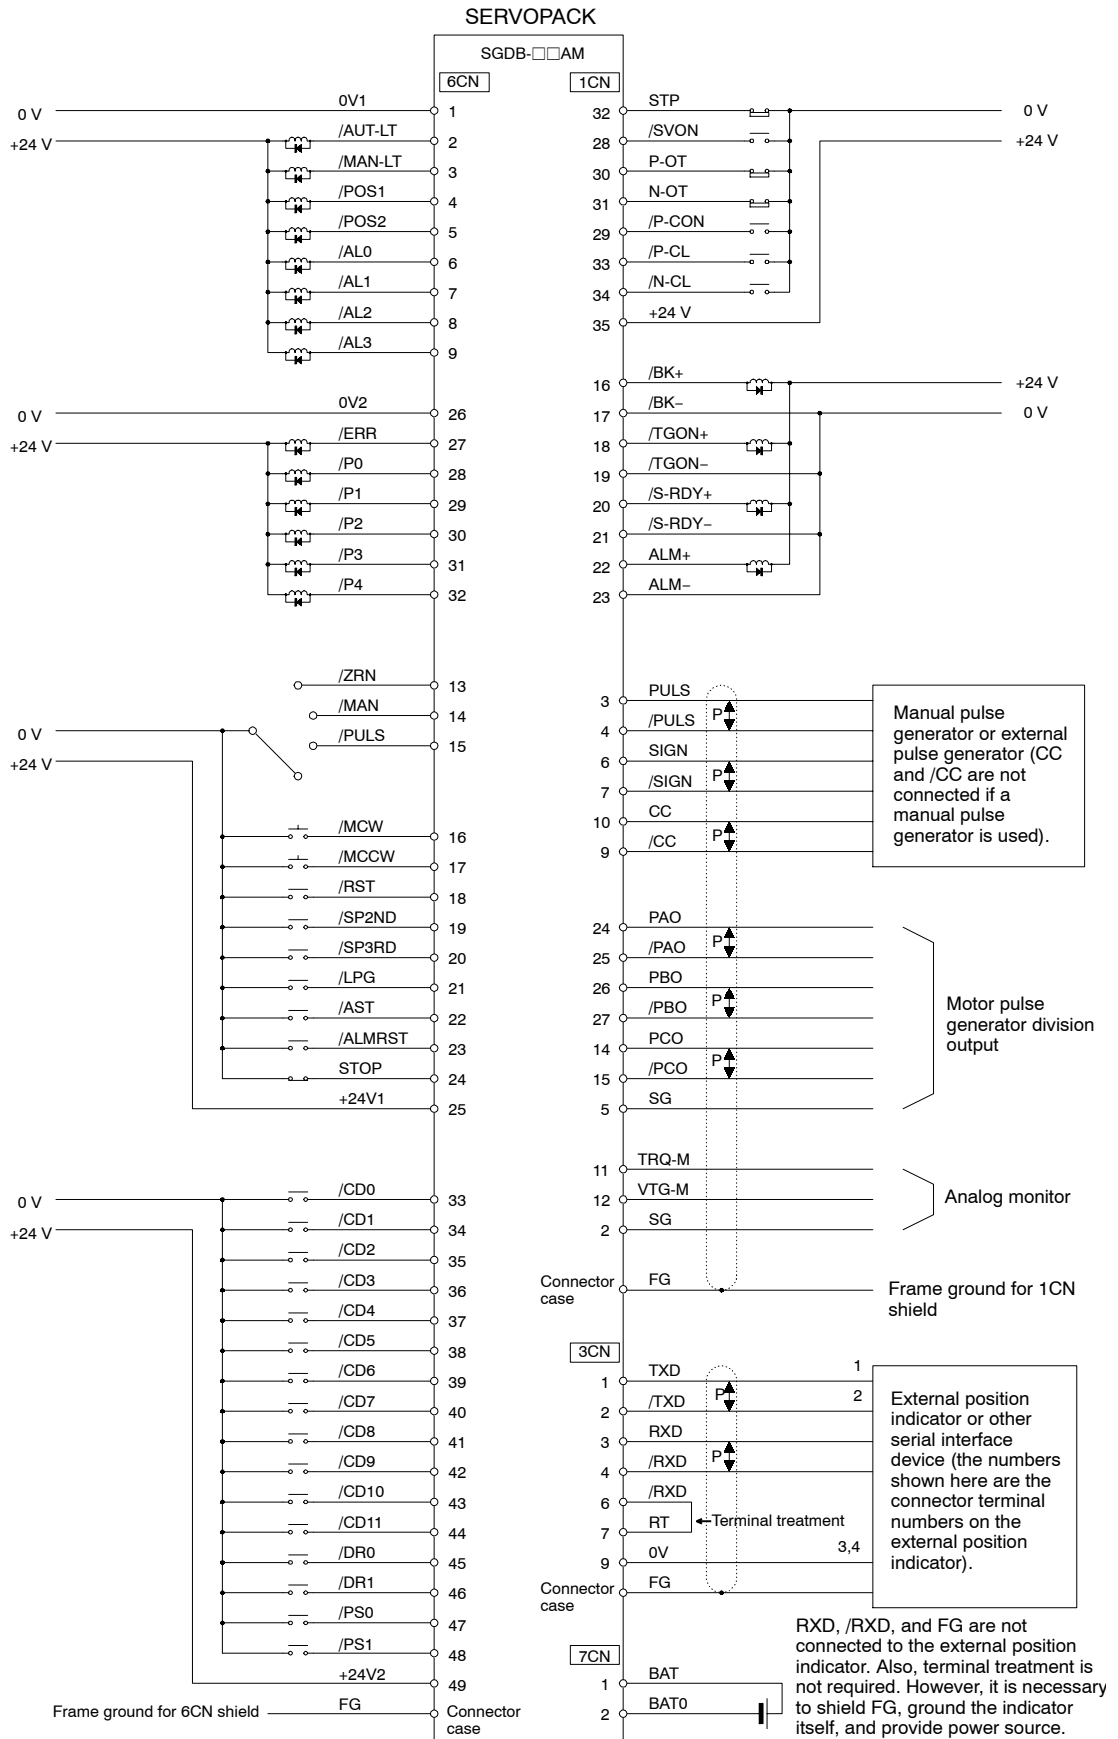 SERVOPACK
SGDB-□□AM
6CN
0 V
0V1
1
+24 V
/AUT-LT
2
/MAN-LT
3
/POS1
4
/POS2
5
/AL0
6
/AL1
7
/AL2
8
/AL3
9
0 V
0V2
26
+24 V
/ERR
27
/P0
28
/P1
29
/P2
30
/P3
31
/P4
32
/ZRN
13
/MAN
14
0 V
/PULS
15
+24 V
/MCW
16
/MCCW
17
/RST
18
/SP2ND
19
/SP3RD
20
/LPG
21
/AST
22
/ALMRST
23
STOP
24
+24V1
25
0 V
/CD0
33
+24 V
/CD1
34
/CD2
35
/CD3
36
/CD4
37
/CD5
38
/CD6
39
/CD7
40
/CD8
41
/CD9
42
/CD10
43
/CD11
44
/DR0
45
/DR1
46
/PS0
47
/PS1
48
+24V2
49
Frame ground for 6CN shield
FG
Connector
case
1CN
32
STP
0 V
28
/SVON
+24 V
30
P-OT
31
N-OT
29
/P-CON
33
/P-CL
34
/N-CL
35
+24 V
16
/BK+
+24 V
17
/BK−
0 V
18
/TGON+
19
/TGON−
20
/S-RDY+
21
/S-RDY−
22
ALM+
23
ALM−
3
PULS
P
4
/PULS
6
SIGN
P
7
/SIGN
10
CC
P
9
/CC
Manual pulse
generator or external
pulse generator (CC
and /CC are not
connected if a
manual pulse
generator is used).
24
PAO
P
25
/PAO
26
PBO
P
27
/PBO
14
PCO
P
15
/PCO
5
SG
Motor pulse
generator division
output
11
TRQ-M
12
VTG-M
2
SG
Analog monitor
Connector
case
FG
Frame ground for 1CN
shield
3CN
1
TXD
P
1
2
/TXD
2
3
RXD
P
4
/RXD
6
/RXD
7
RT
Terminal treatment
9
0V
3,4
Connector
case
FG
External position
indicator or other
serial interface
device (the numbers
shown here are the
connector terminal
numbers on the
external position
indicator).
7CN
1
BAT
2
BAT0
RXD, /RXD, and FG are not
connected to the external position
indicator. Also, terminal treatment is
not required. However, it is necessary
to shield FG, ground the indicator
itself, and provide power source.